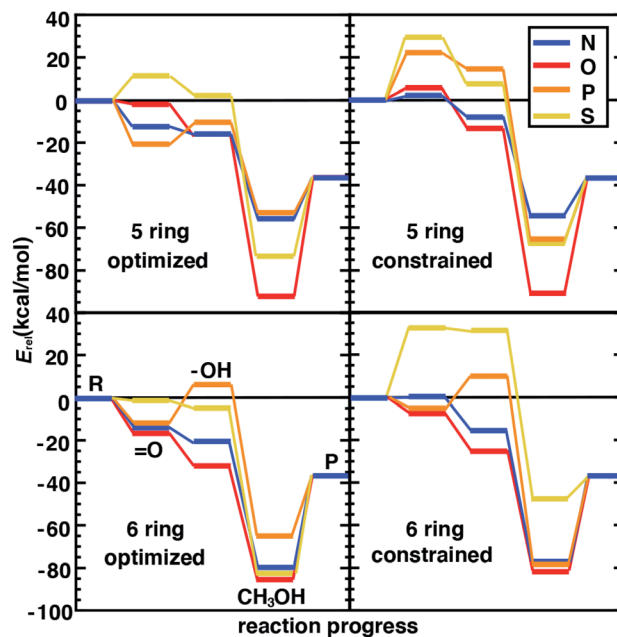 40
20
0
-20
-40
-60
-80
5 ring
optimized
5 ring
constrained
N
O
P
S
40
20
0
-20
-40
-60
-80
-100
R
=O
-OH
CH₃OH
P
6 ring
optimized
6 ring
constrained
E_rel(kcal/mol)
reaction progress